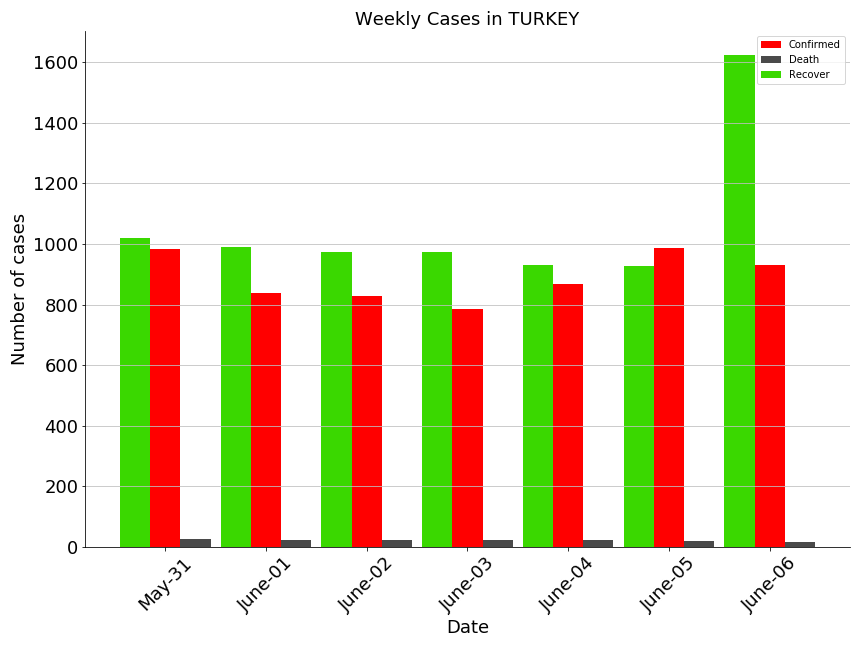 Weekly Cases in TURKEY
Confirmed
Death
Recover
Number of cases
1600
1400
1200
1000
800
600
400
200
0
May-31
June-01
June-02
June-03
June-04
June-05
June-06
Date